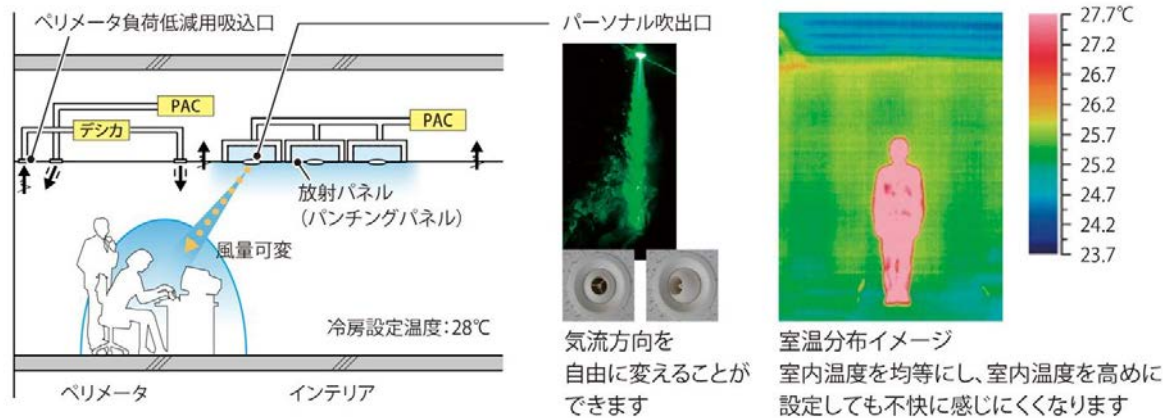 ペリメータ負荷低減用吸込口
PAC
デシカ
PAC
放射パネル
(パンチングパネル)
風量可変
冷房設定温度:28℃
ペリメータ
インテリア
パーソナル吹出口
気流方向を
自由に変えることが
できます
27.7℃
27.2
26.7
26.2
25.7
25.2
24.7
24.2
23.7
室温分布イメージ
室内温度を均等にし、室内温度を高めに
設定しても不快に感じにくくなります